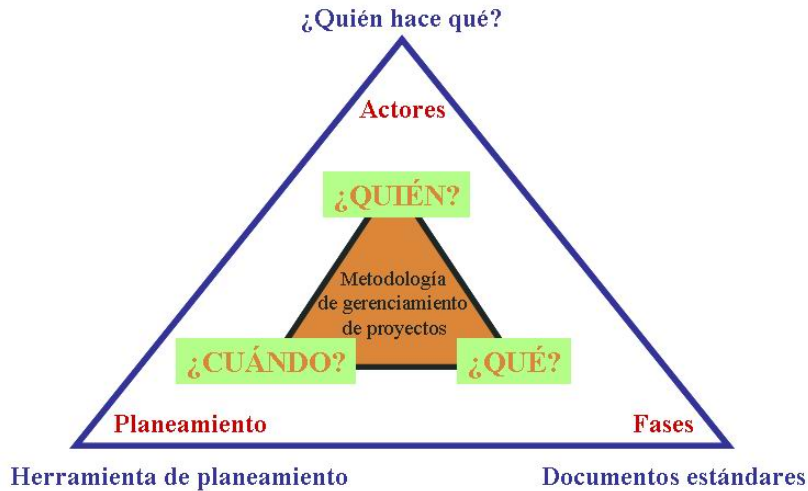 ¿Quién hace qué?
Actores
¿QUIÉN?
Metodología
de gerenciamiento
de proyectos
¿CUÁNDO?
¿QUÉ?
Planeamiento
Fases
Herramienta de planeamiento
Documentos estándares